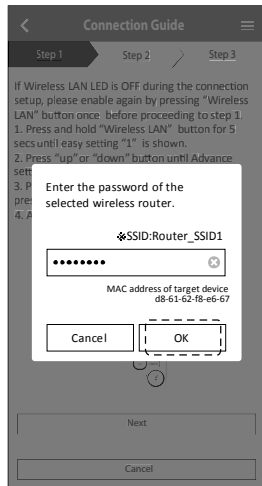 Connection Guide
Step 1 Step 2 Step 3
If Wireless LAN LED is OFF during the connection
setup, please enable again by pressing "Wireless
LAN" button once before proceeding to step 1.
1. Press and hold "Wireless LAN" button for 5
secs until easy setting "1" is shown.
2. Press "up" or "down" button until Advance
Enter the password of the
selected wireless router.
※SSID:Router_SSID1
••••••••
MAC address of target device
d8-61-62-f8-e6-67
Cancel OK
Next
Cancel